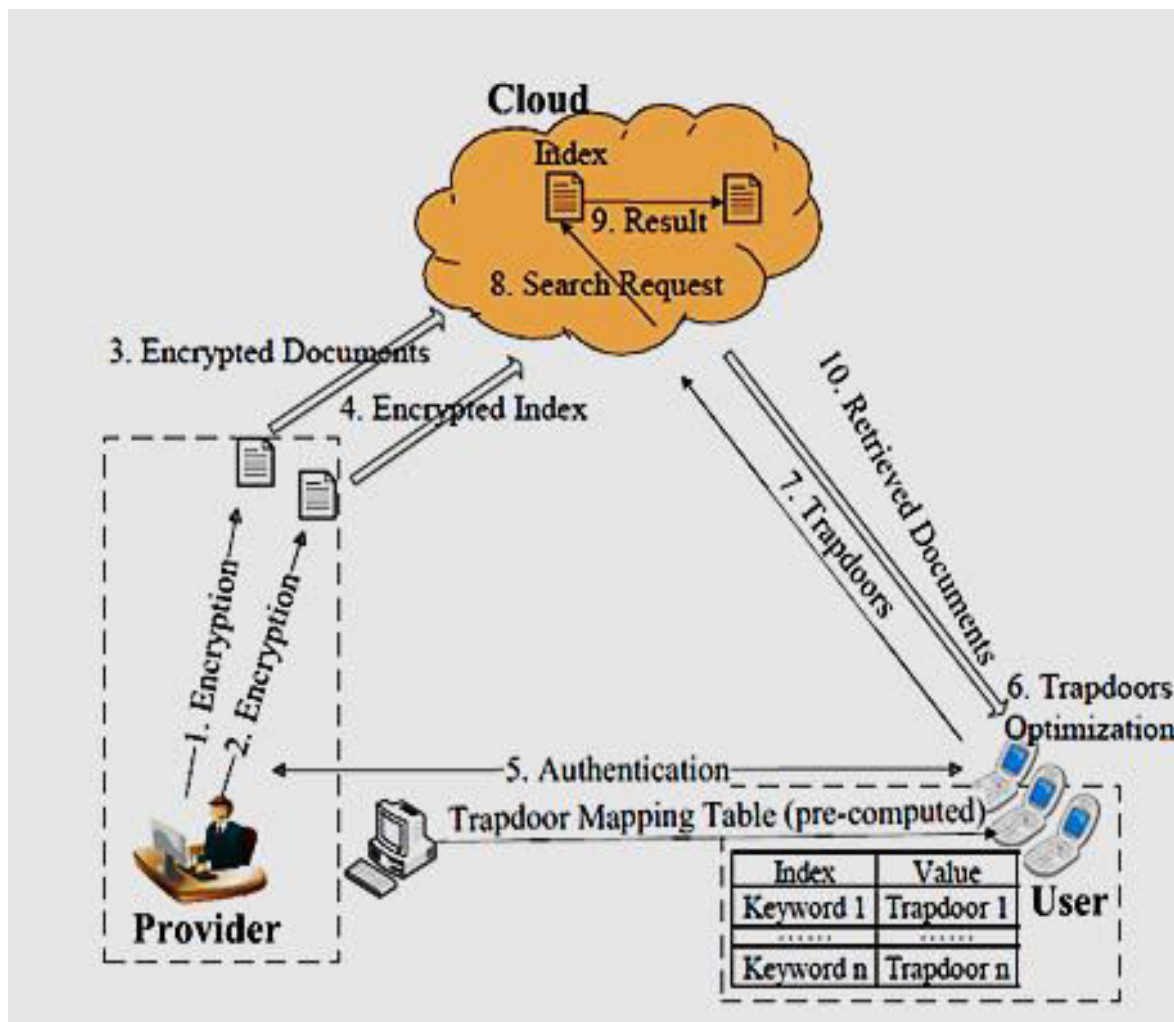 Cloud
Index
9. Result
8. Search Request
3. Encrypted Documents
4. Encrypted Index
10. Retrieved Documents
7. Trapdoors
1. Encryption
2. Encryption
6. Trapdoors
Optimization
5. Authentication
Trapdoor Mapping Table (pre-computed)
Index Value
Keyword 1 Trapdoor 1
...... ......
Keyword n Trapdoor n
User
Provider